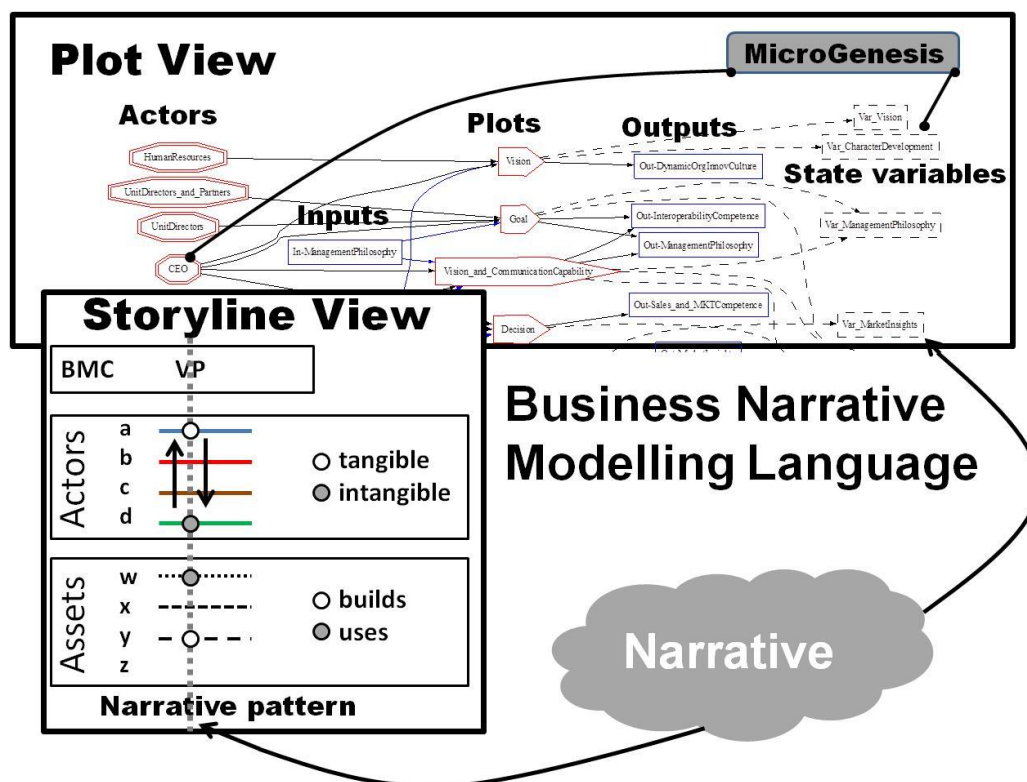 Plot View
MicroGenesis
Actors
Plots
Outputs
Inputs
State variables
HumanResources
UnitDirectors_and_Partners
UnitDirectors
CEO
In-ManagementPhilosophy
Vision
Goal
Vision_and_CommunicationCapability
Decision
Out-DynamicOrgInnovCulture
Out-InteroperabilityCompetence
Out-ManagementPhilosophy
Out-Sales_and_MKTCompetence
Var_Vision
Var_CharacterDevelopment
Var_ManagementPhilosophy
Var_MarketInsights
Storyline View
BMC VP
Actors
a
b
c
d
tangible
intangible
Assets
w
x
y
z
builds
uses
Narrative pattern
Business Narrative
Modelling Language
Narrative